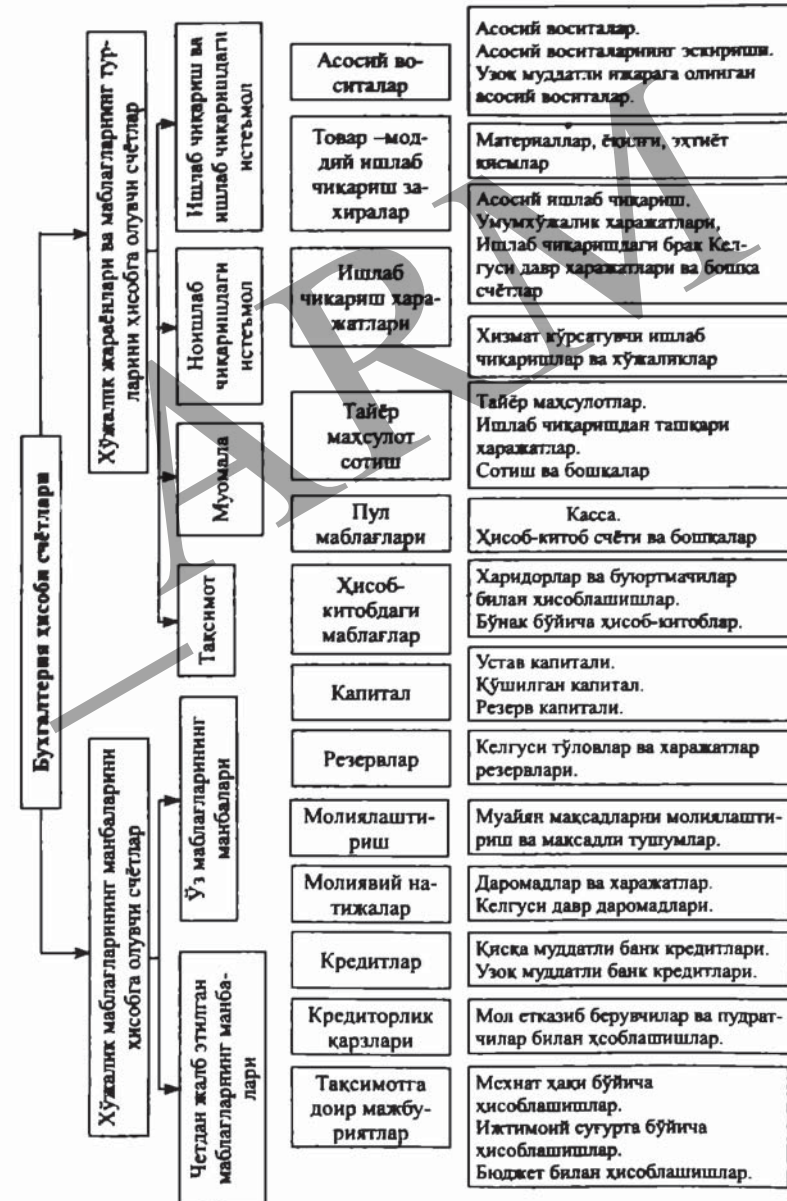 Бухгалтерия ҳисоби счётлари
Хўжалик жараёнлари ва маблағларнинг тур-
ларини ҳисобга олувчи счётлар
Ишлаб чиқариш ва
ишлаб чиқаришдаги
истеъмол
Ноишлаб
чиқаришдаги
истеъмол
Муомала
Тақсимот
Хўжалик маблағларининг манбаларини
ҳисобга олувчи счётлар
Ўз маблағларининг
манбалари
Четдан жалб этилган
маблағларнинг манба-
лари
Асосий во-
ситалар
Асосий воситалар.
Асосий воситаларнинг эскириши.
Узоқ муддатли ижарага олинган
асосий воситалар.
Товар –мод-
дий ишлаб
чиқариш за-
хиралар
Материаллар, ёқилғи, эҳтиёт
қисмлар
Ишлаб
чиқариш хара-
жатлари
Асосий ишлаб чиқариш.
Умумхўжалик харажатлари,
Ишлаб чиқаришдаги брак Кел-
гуси давр харажатлари ва бошқа
счётлар
Хизмат кўрсатувчи ишлаб
чиқаришлар ва хўжаликлар
Тайёр
маҳсулот
сотиш
Тайёр маҳсулотлар.
Ишлаб чиқаришдан ташқари
харажатлар.
Сотиш ва бошқалар
Пул
маблағлари
Касса.
Ҳисоб-китоб счёти ва бошқалар
Ҳисоб-
китобдаги
маблағлар
Харидорлар ва буюртмачилар
билан ҳисоблашишлар.
Бўнак бўйича ҳисоб-китоблар.
Капитал
Устав капитали.
Қўшилган капитал.
Резерв капитали.
Резервлар
Келгуси тўловлар ва харажатлар
резервлари.
Молиялашти-
риш
Муайян мақсадларни молиялашти-
риш ва мақсадли тушумлар.
Молиявий на-
тижалар
Даромадлар ва харажатлар.
Келгуси давр даромадлари.
Кредитлар
Қисқа муддатли банк кредитлари.
Узоқ муддатли банк кредитлари.
Кредиторлик
қарзлари
Мол етказиб берувчилар ва пудрат-
чилар билан ҳсоблашишлар.
Тақсимотга
доир мажбу-
риятлар
Меҳнат ҳақи бўйича
ҳисоблашишлар.
Ижтимоий суғурта бўйича
ҳисоблашишлар.
Бюджет билан ҳисоблашишлар.
ARM